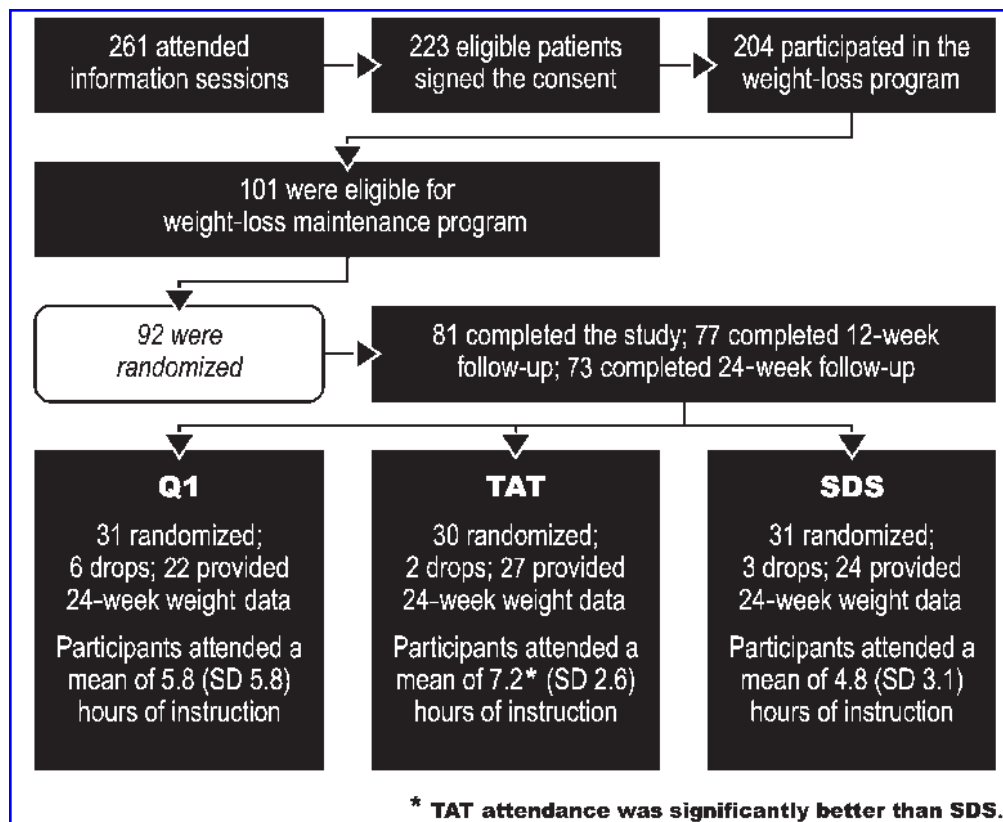 261 attended
information sessions
223 eligible patients
signed the consent
204 participated in the
weight-loss program
101 were eligible for
weight-loss maintenance program
92 were
randomized
81 completed the study; 77 completed 12-week
follow-up; 73 completed 24-week follow-up
Q1
31 randomized;
6 drops; 22 provided
24-week weight data
Participants attended a
mean of 5.8 (SD 5.8)
hours of instruction
TAT
30 randomized;
2 drops; 27 provided
24-week weight data
Participants attended a
mean of 7.2* (SD 2.6)
hours of instruction
SDS
31 randomized;
3 drops; 24 provided
24-week weight data
Participants attended a
mean of 4.8 (SD 3.1)
hours of instruction
* TAT attendance was significantly better than SDS.